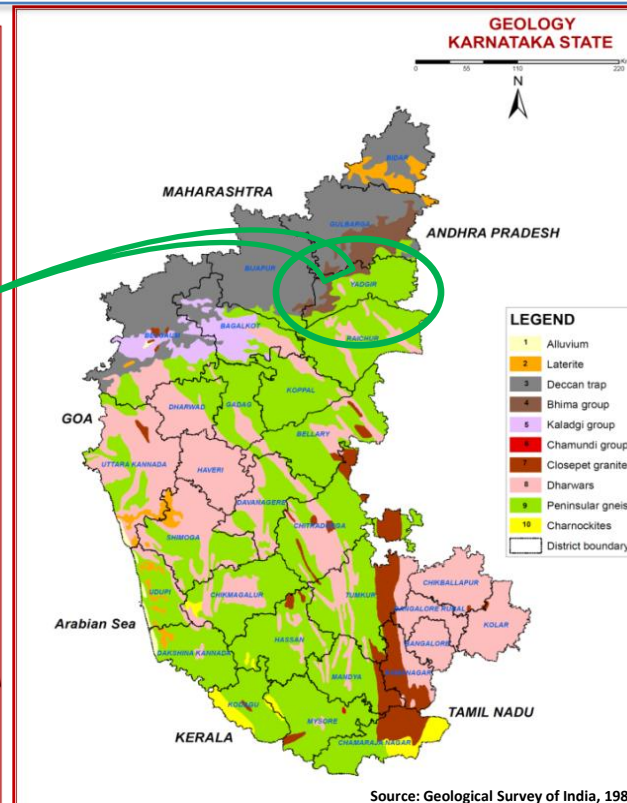 GEOLOGY
KARNATAKA STATE
0 55 110 220
N
BIDAR
MAHARASHTRA
GULBARGA
ANDHRA PRADESH
BIJAPUR
YADGIR
BAGALKOT
BELGAUM
RAICHUR
LEGEND
1 Alluvium
2 Laterite
3 Deccan trap
4 Bhima group
5 Kaladgi group
6 Chamundi group
7 Closepet granite
8 Dharwars
9 Peninsular gneis
10 Charnockites
District boundary
KOPPAL
GOA
DHARWAD
GADAG
BELLARY
UTTARA KANNADA
HAVERI
DAVANAGERE
CHITRADURGA
SHIMOGA
CHIKBALLAPUR
UDUPI
CHIKMAGALUR
TUMKUR
BANGALORE RURAL
KOLAR
Arabian Sea
HASSAN
BANGALORE
DAKSHINA KANNADA
MANDYA
RAMANAGAR
KODAGU
TAMIL NADU
MYSORE
KERALA
CHAMARAJA NAGAR
Source: Geological Survey of India, 198